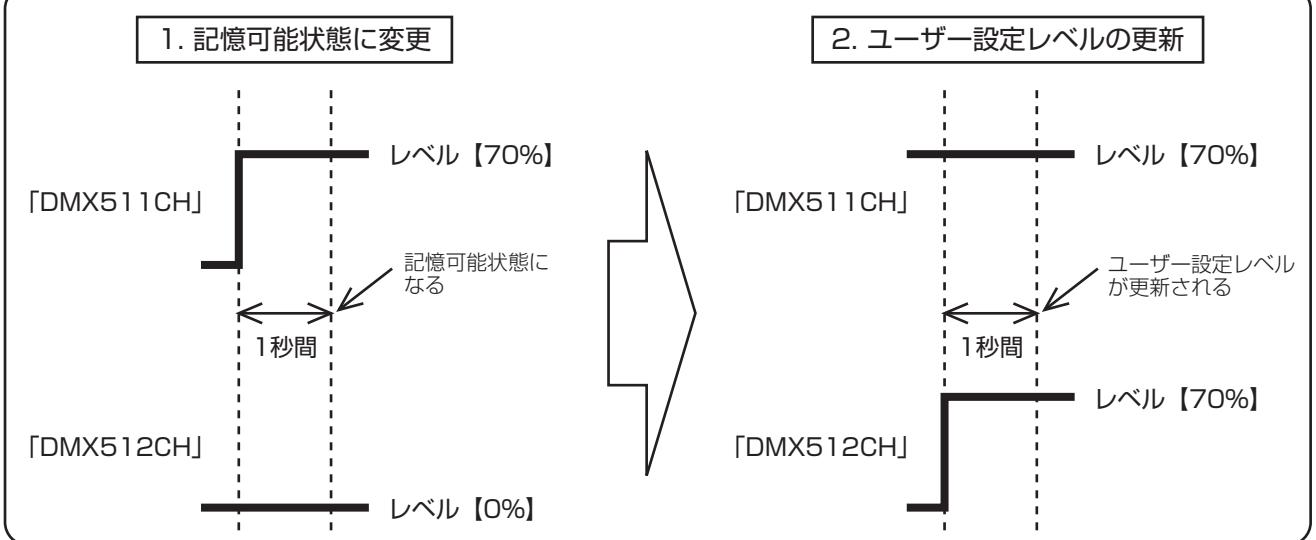 1. 記憶可能状態に変更
レベル【70%】
「DMX511CH」
記憶可能状態に
なる
1秒間
「DMX512CH」
レベル【0%】
2. ユーザー設定レベルの更新
レベル【70%】
「DMX511CH」
ユーザー設定レベル
が更新される
1秒間
レベル【70%】
「DMX512CH」